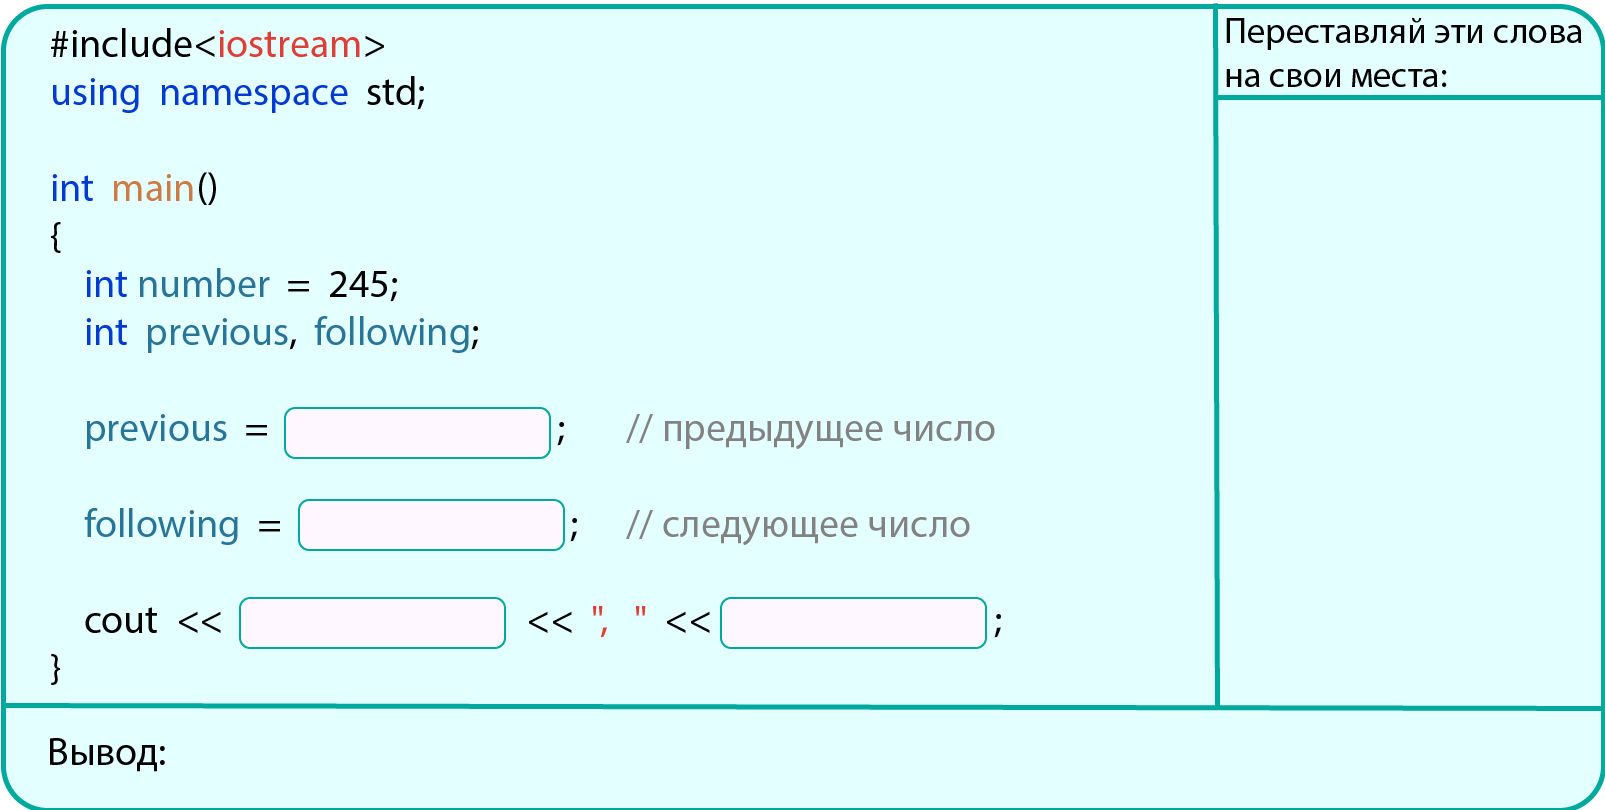 #include<iostream>
using namespace std;
int main()
{
int number = 245;
int previous, following;
previous = ; // предыдущее число
following = ; // следующее число
cout << << ", " << ;
}
Переставляй эти слова
на свои места:
Вывод: